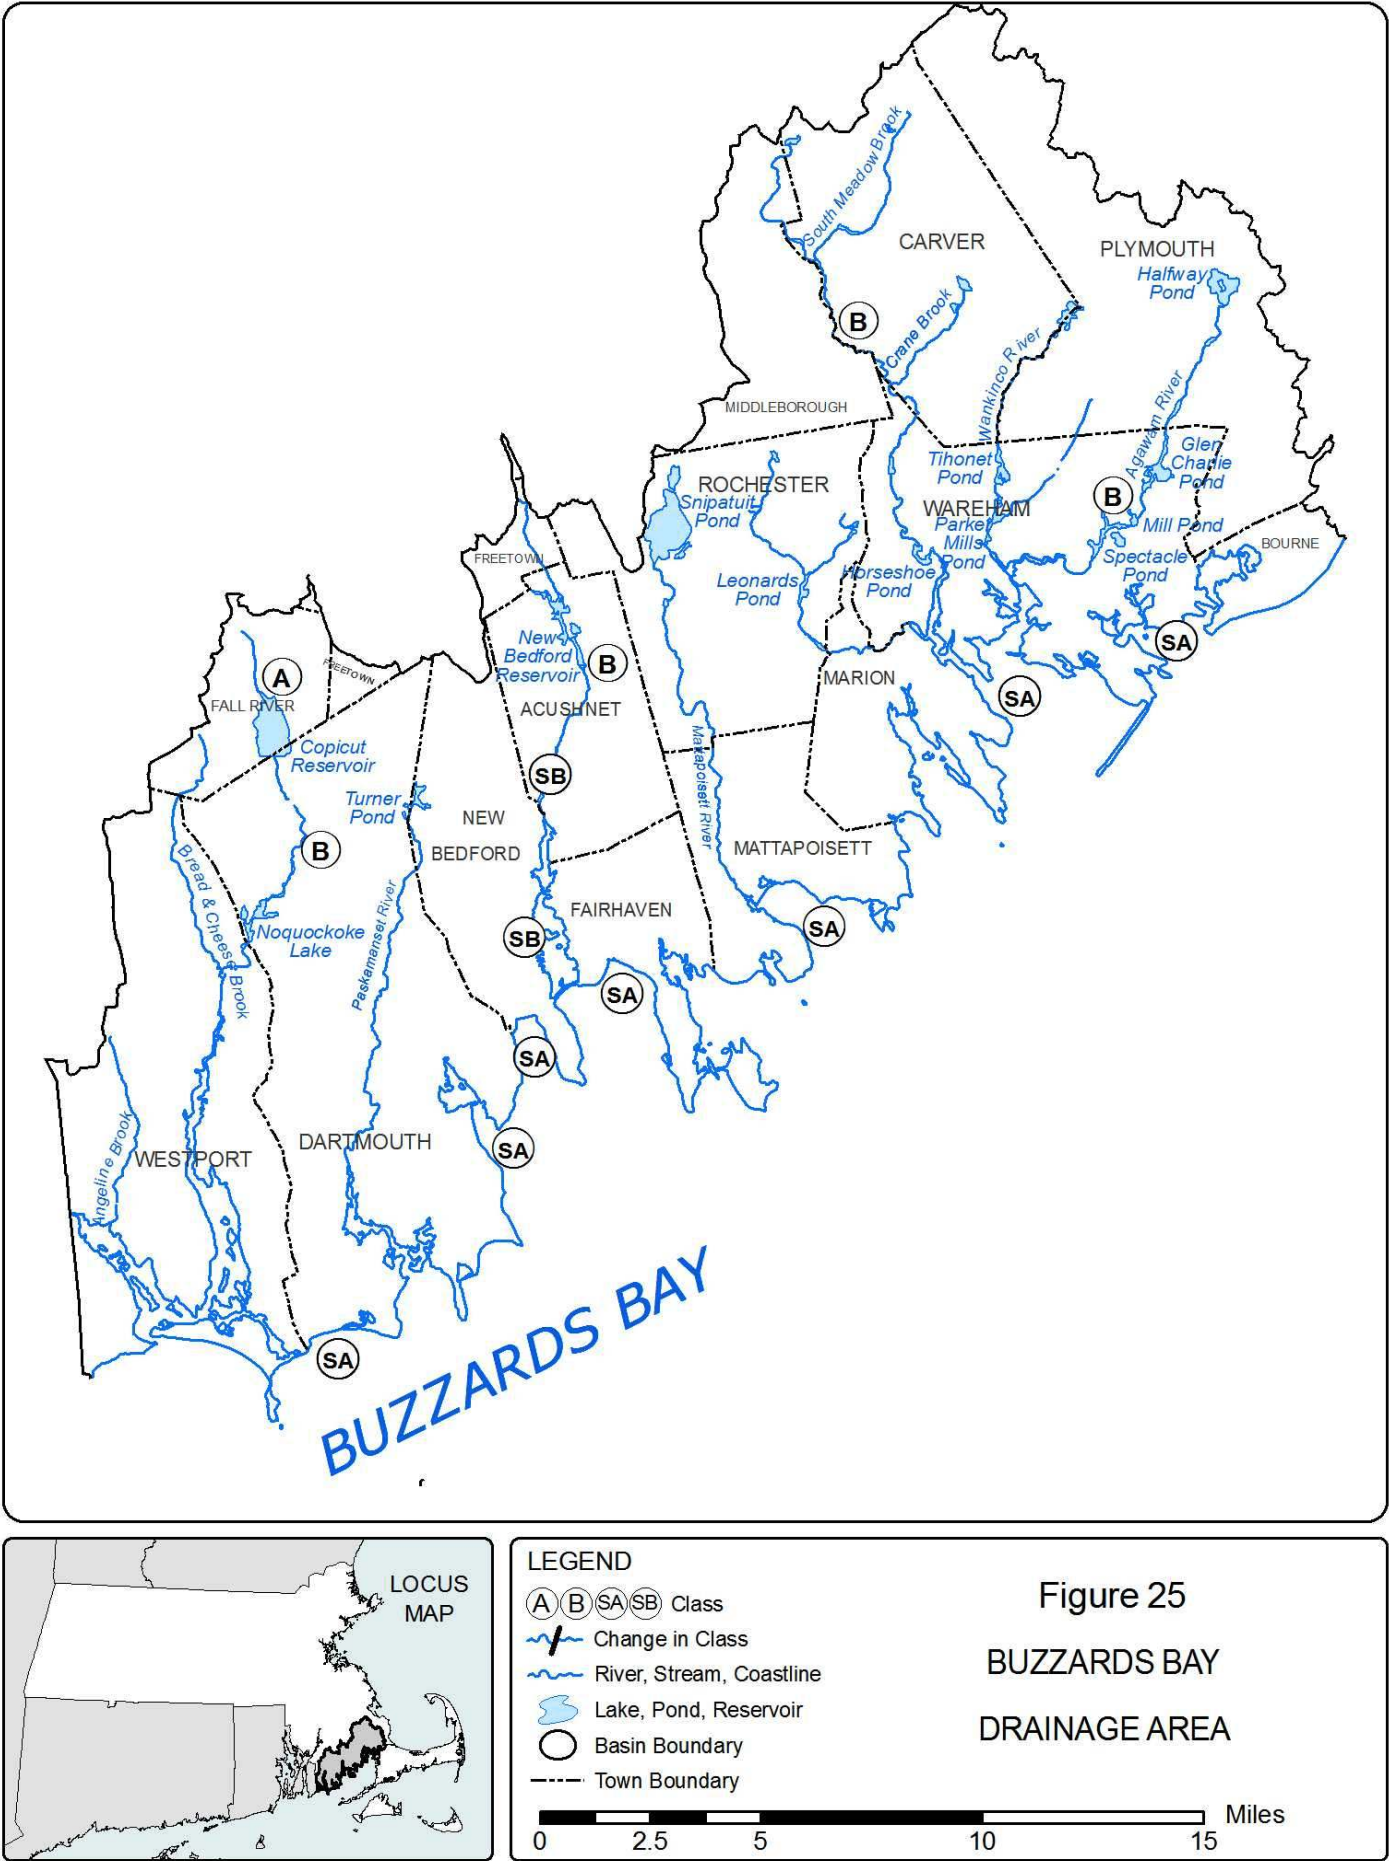 South Meadow Brook
CARVER
PLYMOUTH
Halfway
Pond
B
Crane Brook
Wankinco River
Agawam River
MIDDLEBOROUGH
Glen
Charlie
Pond
Tihonet
Pond
B
ROCHESTER
Snipatuit
Pond
WAREHAM
Parker
Mills
Pond
Mill Pond
BOURNE
Spectacle
Pond
FREETOWN
Leonards
Pond
Horseshoe
Pond
New
Bedford
Reservoir
B
SA
A
FREETOWN
MARION
SA
FALL RIVER
ACUSHNET
Copicut
Reservoir
Mattapoisett River
SB
Turner
Pond
NEW
BEDFORD
B
MATTAPOISETT
Bread & Cheese Brook
Paskamanset River
FAIRHAVEN
Noquockoke
Lake
SB
SA
SA
SA
Angeline Brook
WESTPORT
DARTMOUTH
SA
SA
BUZZARDS BAY
LOCUS
MAP
LEGEND
A B SA SB Class
Change in Class
River, Stream, Coastline
Lake, Pond, Reservoir
Basin Boundary
Town Boundary
Figure 25
BUZZARDS BAY
DRAINAGE AREA
Miles
0 2.5 5 10 15